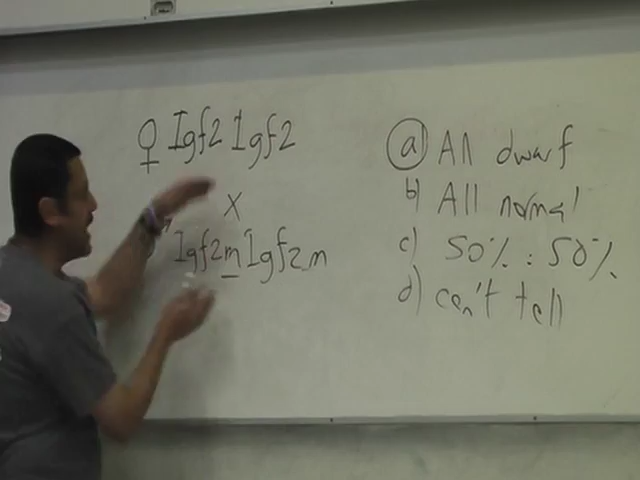 ♀ Igf2 Igf2
X
Igf2m Igf2m
a) All dwarf
b) All normal
c) 50% : 50%
d) can't tell